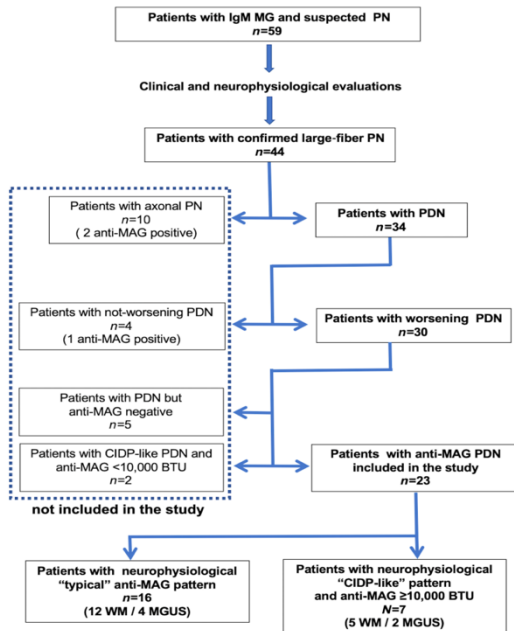 Patients with IgM MG and suspected PN
n=59
Clinical and neurophysiological evaluations
Patients with confirmed large-fiber PN
n=44
Patients with axonal PN
n=10
( 2 anti-MAG positive)
Patients with PDN
n=34
Patients with not-worsening PDN
n=4
(1 anti-MAG positive)
Patients with worsening PDN
n=30
Patients with PDN but
anti-MAG negative
n=5
Patients with CIDP-like PDN and
anti-MAG <10,000 BTU
n=2
Patients with anti-MAG PDN
included in the study
n=23
not included in the study
Patients with neurophysiological
“typical” anti-MAG pattern
n=16
(12 WM / 4 MGUS)
Patients with neurophysiological
“CIDP-like” pattern
and anti-MAG ≥10,000 BTU
N=7
(5 WM / 2 MGUS)